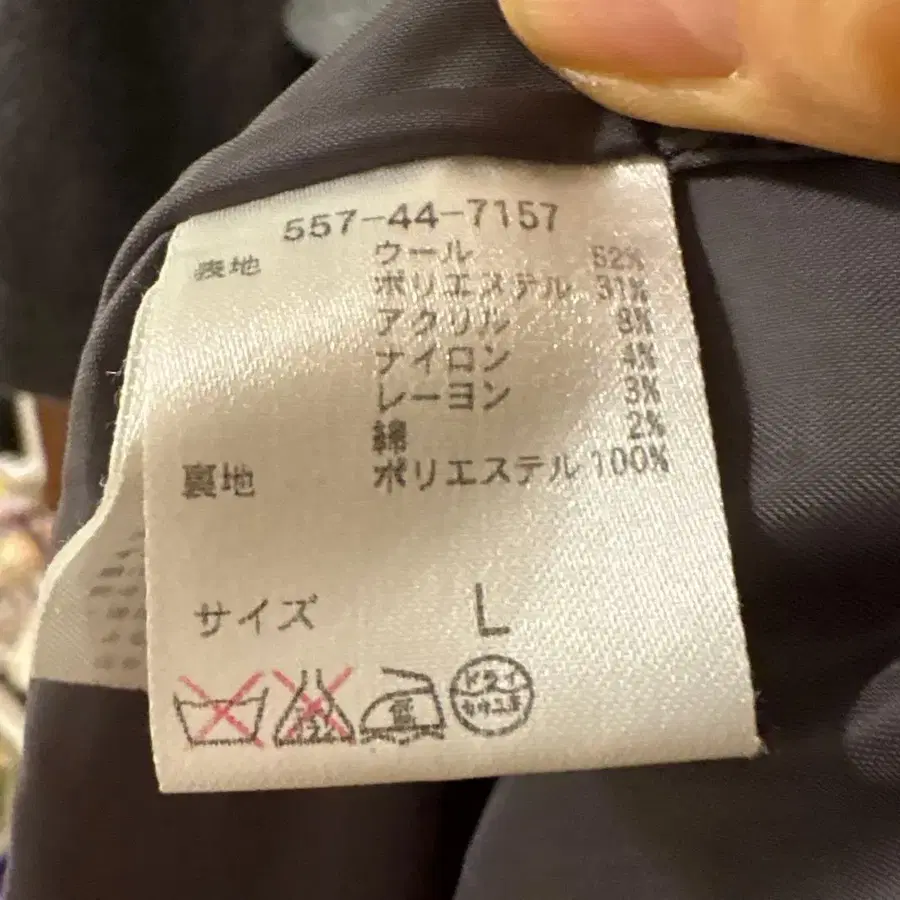 557-44-7157
表地 ウール 52%
ポリエステル 31%
アクリル 8%
ナイロン 4%
レーヨン 3%
綿 2%
裏地 ポリエステル 100%
サイズ L
ドライ